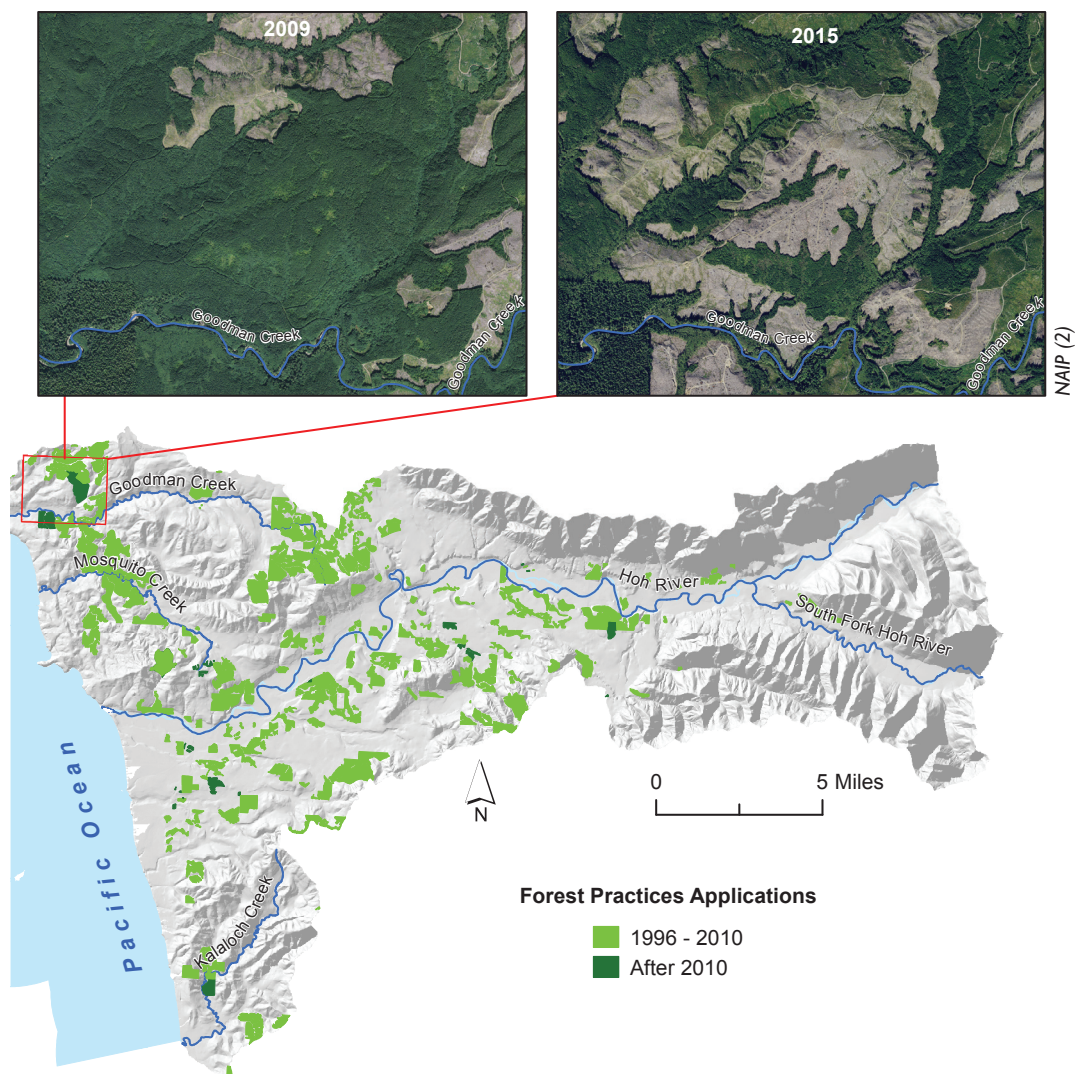 2009
2015
Goodman Creek
Goodman Creek
Goodman Creek
Goodman Creek
NAIP (2)
Goodman Creek
Mosquito Creek
Hoh River
South Fork Hoh River
Pacific Ocean
0 5 Miles
N
Kalaloch Creek
Forest Practices Applications
1996 - 2010
After 2010